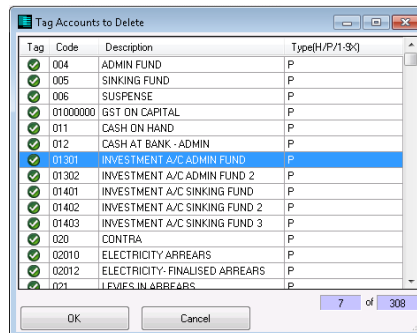 Tag Accounts to Delete
Tag Code Description Type(H/P/1-9X)
004 ADMIN FUND P
005 SINKING FUND P
006 SUSPENSE P
01000000 GST ON CAPITAL P
011 CASH ON HAND P
012 CASH AT BANK - ADMIN P
01301 INVESTMENT A/C ADMIN FUND P
01302 INVESTMENT A/C ADMIN FUND 2 P
01401 INVESTMENT A/C SINKING FUND P
01402 INVESTMENT A/C SINKING FUND 2 P
01403 INVESTMENT A/C SINKING FUND 3 P
020 CONTRA P
02010 ELECTRICITY ARREARS P
02012 ELECTRICITY- FINALISED ARREARS P
021 LEVIES IN ARREARS P
7 of 308
OK Cancel